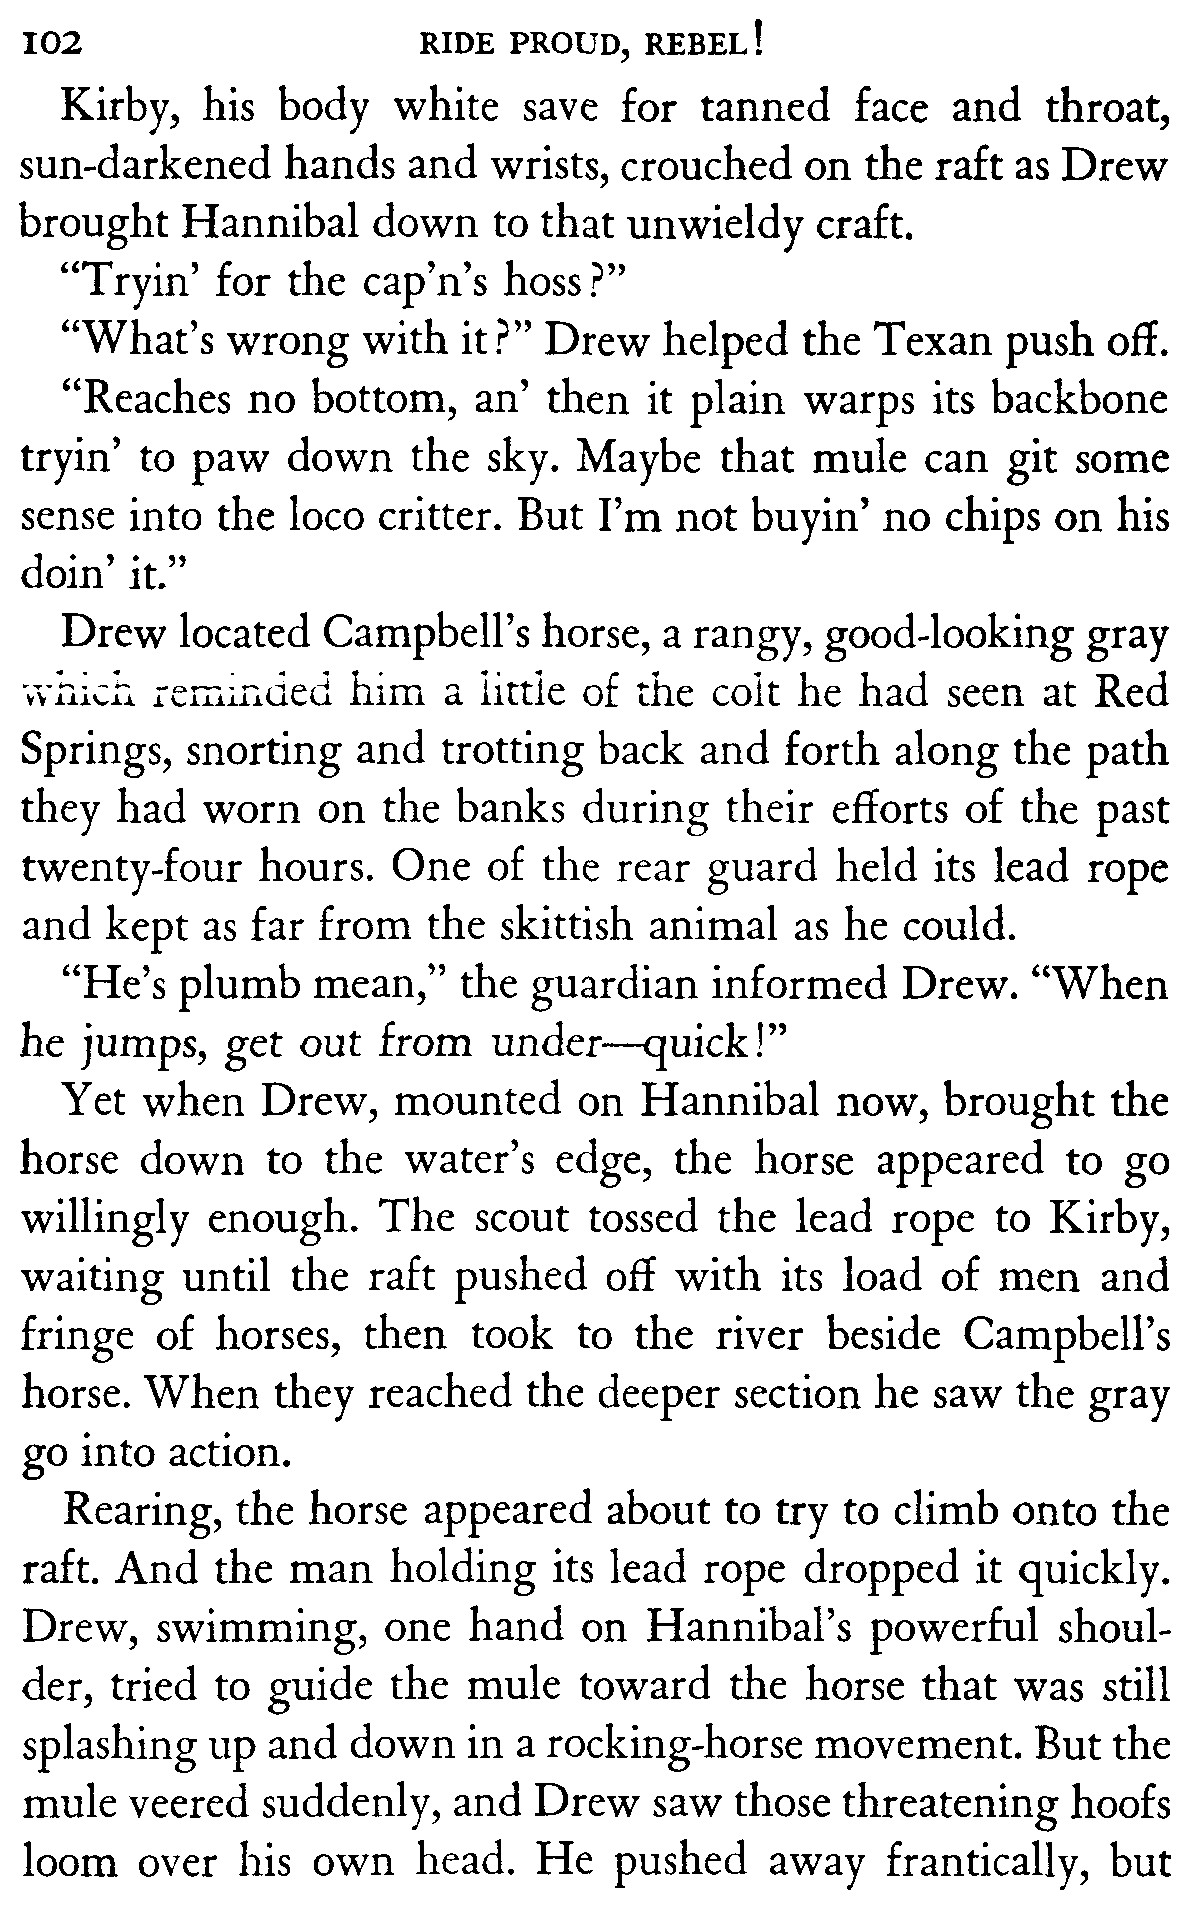 102 RIDE PROUD, REBEL!
Kirby, his body white save for tanned face and throat,
sun-darkened hands and wrists, crouched on the raft as Drew
brought Hannibal down to that unwieldy craft.
“Tryin’ for the cap’n’s hoss?”
“What’s wrong with it?” Drew helped the Texan push off.
“Reaches no bottom, an’ then it plain warps its backbone
tryin’ to paw down the sky. Maybe that mule can git some
sense into the loco critter. But I’m not buyin’ no chips on his
doin’ it.”
Drew located Campbell’s horse, a rangy, good-looking gray
which reminded him a little of the colt he had seen at Red
Springs, snorting and trotting back and forth along the path
they had worn on the banks during their efforts of the past
twenty-four hours. One of the rear guard held its lead rope
and kept as far from the skittish animal as he could.
“He’s plumb mean,” the guardian informed Drew. “When
he jumps, get out from under—quick!”
Yet when Drew, mounted on Hannibal now, brought the
horse down to the water’s edge, the horse appeared to go
willingly enough. The scout tossed the lead rope to Kirby,
waiting until the raft pushed off with its load of men and
fringe of horses, then took to the river beside Campbell’s
horse. When they reached the deeper section he saw the gray
go into action.
Rearing, the horse appeared about to try to climb onto the
raft. And the man holding its lead rope dropped it quickly.
Drew, swimming, one hand on Hannibal’s powerful shoul-
der, tried to guide the mule toward the horse that was still
splashing up and down in a rocking-horse movement. But the
mule veered suddenly, and Drew saw those threatening hoofs
loom over his own head. He pushed away frantically, but